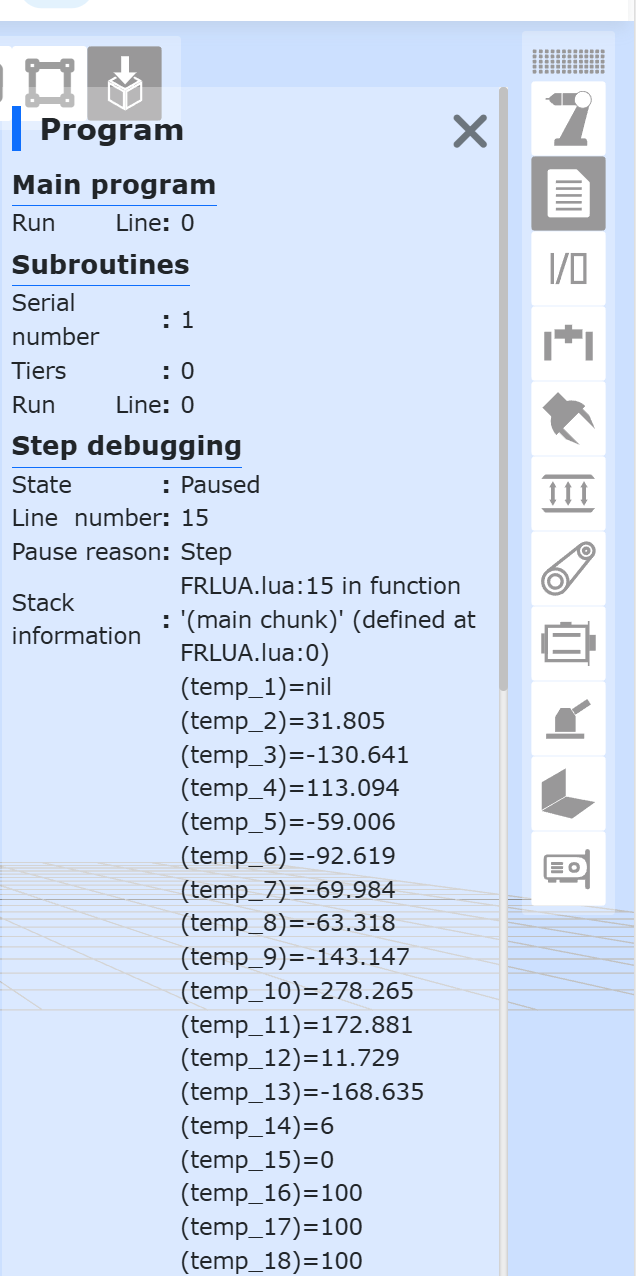 Program
Main program
Run Line: 0
Subroutines
Serial
number : 1
Tiers : 0
Run Line: 0
Step debugging
State : Paused
Line number: 15
Pause reason: Step
Stack
information :
FRLUA.lua:15 in function
'(main chunk)' (defined at
FRLUA.lua:0)
(temp_1)=nil
(temp_2)=31.805
(temp_3)=-130.641
(temp_4)=113.094
(temp_5)=-59.006
(temp_6)=-92.619
(temp_7)=-69.984
(temp_8)=-63.318
(temp_9)=-143.147
(temp_10)=278.265
(temp_11)=172.881
(temp_12)=11.729
(temp_13)=-168.635
(temp_14)=6
(temp_15)=0
(temp_16)=100
(temp_17)=100
(temp_18)=100
I/0